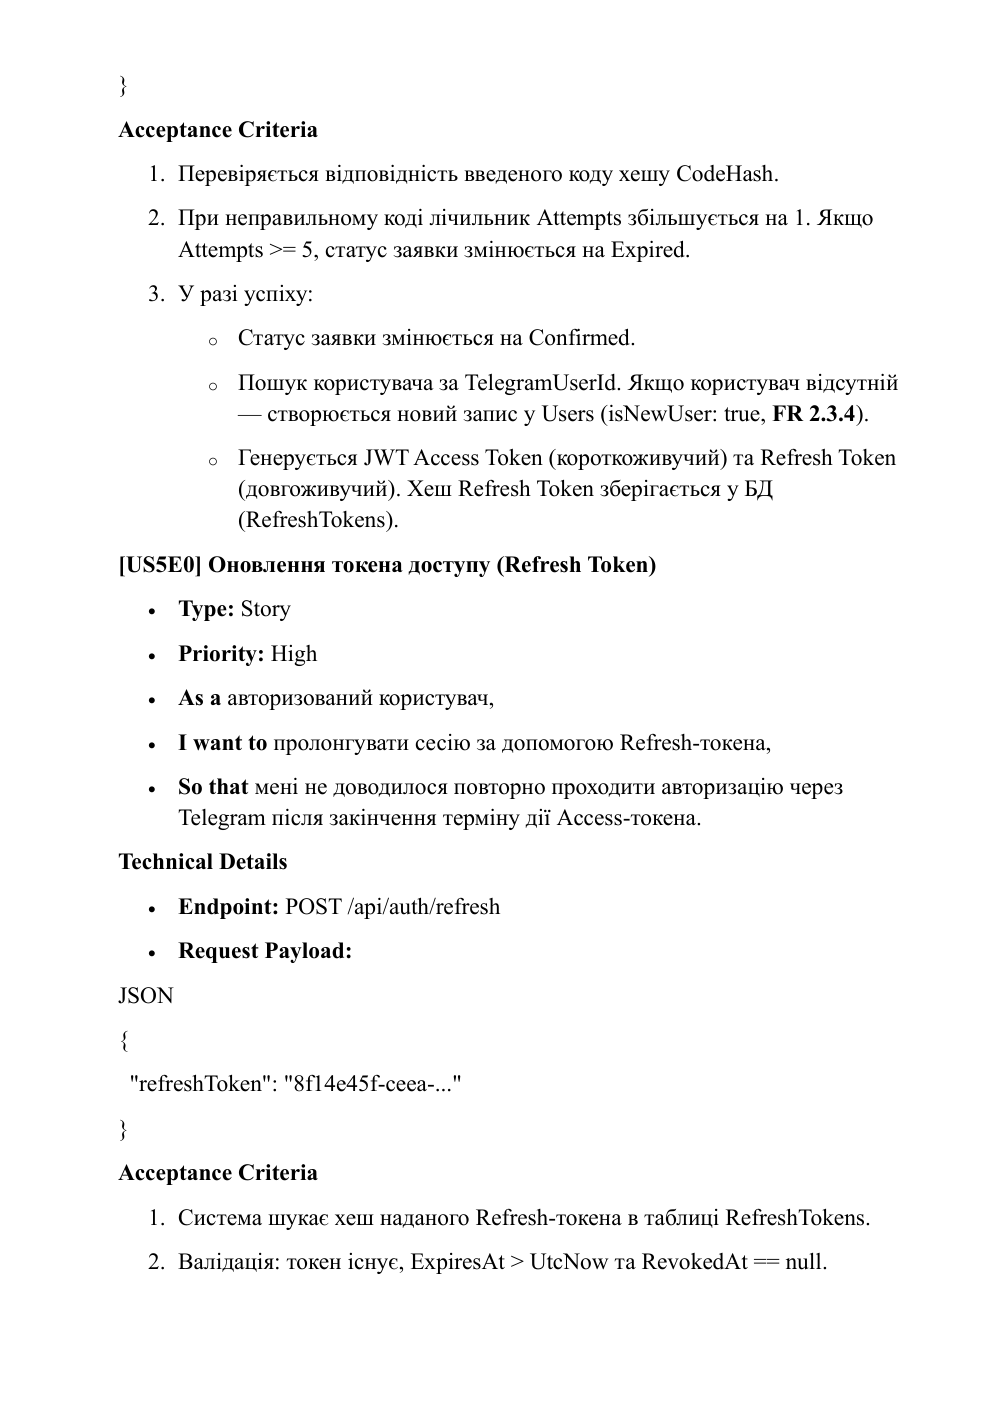 }
Acceptance Criteria
1. Перевіряється відповідність введеного коду хешу CodeHash.
2. При неправильному коді лічильник Attempts збільшується на 1. Якщо
Attempts >= 5, статус заявки змінюється на Expired.
3. У разі успіху:
○ Статус заявки змінюється на Confirmed.
○ Пошук користувача за TelegramUserId. Якщо користувач відсутній
— створюється новий запис у Users (isNewUser: true, FR 2.3.4).
○ Генерується JWT Access Token (короткоживучий) та Refresh Token
(довгоживучий). Хеш Refresh Token зберігається у БД
(RefreshTokens).
[US5E0] Оновлення токена доступу (Refresh Token)
• Type: Story
• Priority: High
• As a авторизований користувач,
• I want to пролонгувати сесію за допомогою Refresh-токена,
• So that мені не доводилося повторно проходити авторизацію через
Telegram після закінчення терміну дії Access-токена.
Technical Details
• Endpoint: POST /api/auth/refresh
• Request Payload:
JSON
{
"refreshToken": "8f14e45f-ceea-..."
}
Acceptance Criteria
1. Система шукає хеш наданого Refresh-токена в таблиці RefreshTokens.
2. Валідація: токен існує, ExpiresAt > UtcNow та RevokedAt == null.